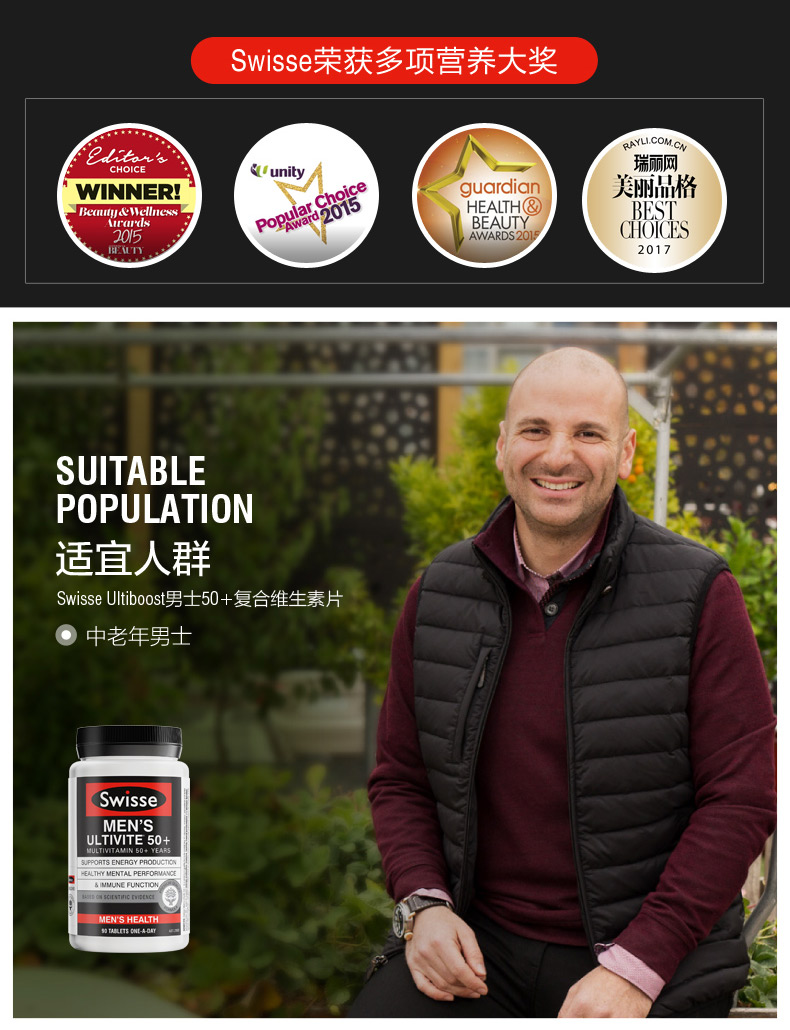 Swisse荣获多项营养大奖
Editor's
CHOICE
WINNER!
Beauty & Wellness
Awards
2015
BEAUTY
unity
Popular Choice
Award 2015
guardian
HEALTH &
BEAUTY
AWARDS 2015
RAYLI.COM.CN
瑞丽网
美丽品格
BEST
CHOICES
2017
SUITABLE
POPULATION
适宜人群
Swisse Ultiboost男士50+复合维生素片
中老年男士
Swisse
MEN'S
ULTIVITE 50+
MULTIVITAMIN 50+ YEARS
SUPPORTS ENERGY PRODUCTION
HEALTHY MENTAL PERFORMANCE
& IMMUNE FUNCTION
BASED ON SCIENTIFIC EVIDENCE
MEN'S HEALTH
90 TABLETS ONE-A-DAY